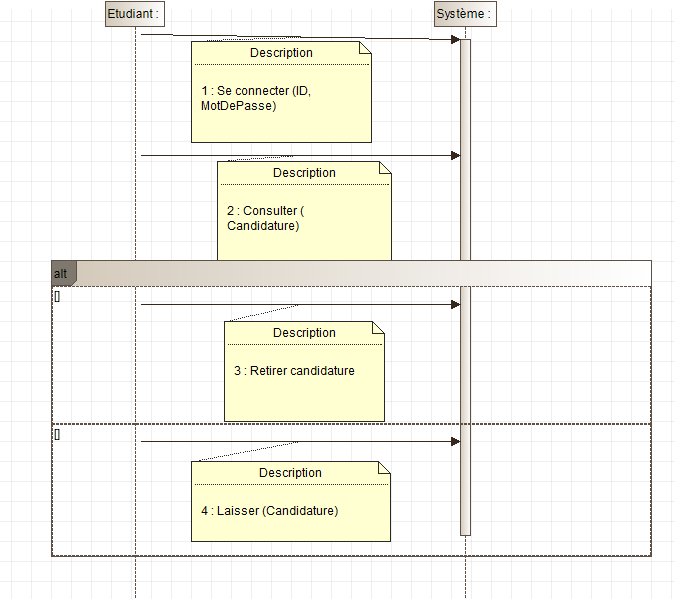 Etudiant :
Système :
Description
1 : Se connecter (ID,
MotDePasse)
Description
2 : Consulter (
Candidature)
alt
[]
Description
3 : Retirer candidature
[]
Description
4 : Laisser (Candidature)